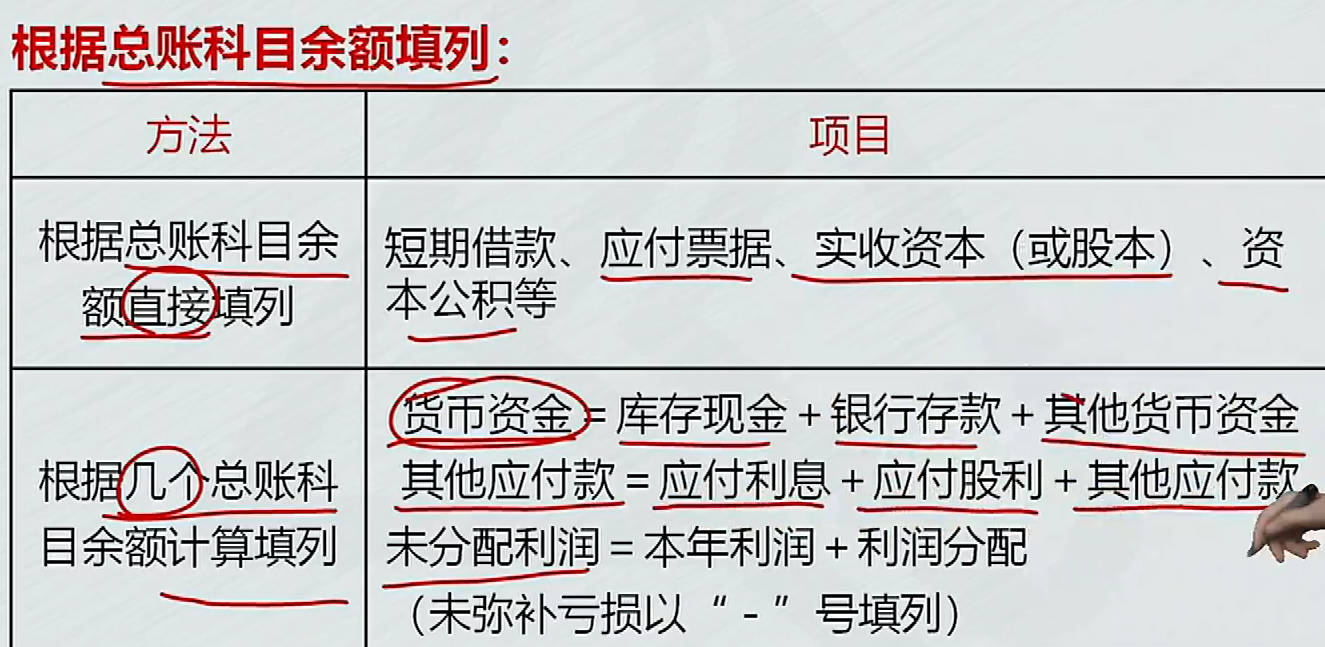 根据总账科目余额填列：
方法
项目
根据总账科目余
额直接填列
短期借款、应付票据、实收资本（或股本）、资
本公积等
根据几个总账科
目余额计算填列
货币资金=库存现金+银行存款+其他货币资金
其他应付款=应付利息+应付股利+其他应付款
未分配利润=本年利润+利润分配
（未弥补亏损以“-”号填列）